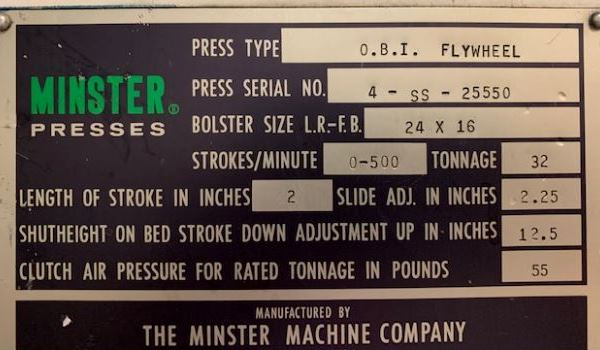 PRESS TYPE O.B.I. FLYWHEEL
MINSTER®
PRESSES
PRESS SERIAL NO. 4 - SS - 25550
BOLSTER SIZE L.R.-F.B. 24 X 16
STROKES/MINUTE 0-500 TONNAGE 32
LENGTH OF STROKE IN INCHES 2 SLIDE ADJ. IN INCHES 2.25
SHUTHEIGHT ON BED STROKE DOWN ADJUSTMENT UP IN INCHES 12.5
CLUTCH AIR PRESSURE FOR RATED TONNAGE IN POUNDS 55
MANUFACTURED BY
THE MINSTER MACHINE COMPANY